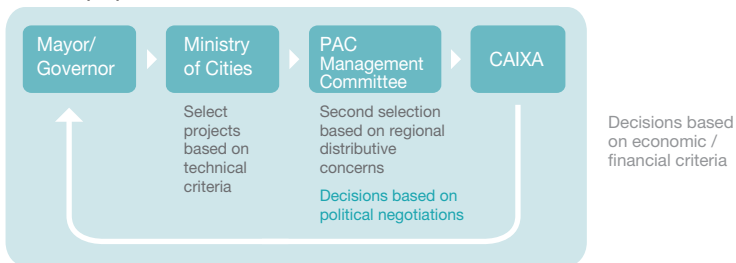 Mayor/
Governor
Ministry
of Cities
PAC
Management
Committee
CAIXA
Select
projects
based on
technical
criteria
Second selection
based on regional
distributive
concerns
Decisions based on
political negotiations
Decisions based
on economic /
financial criteria